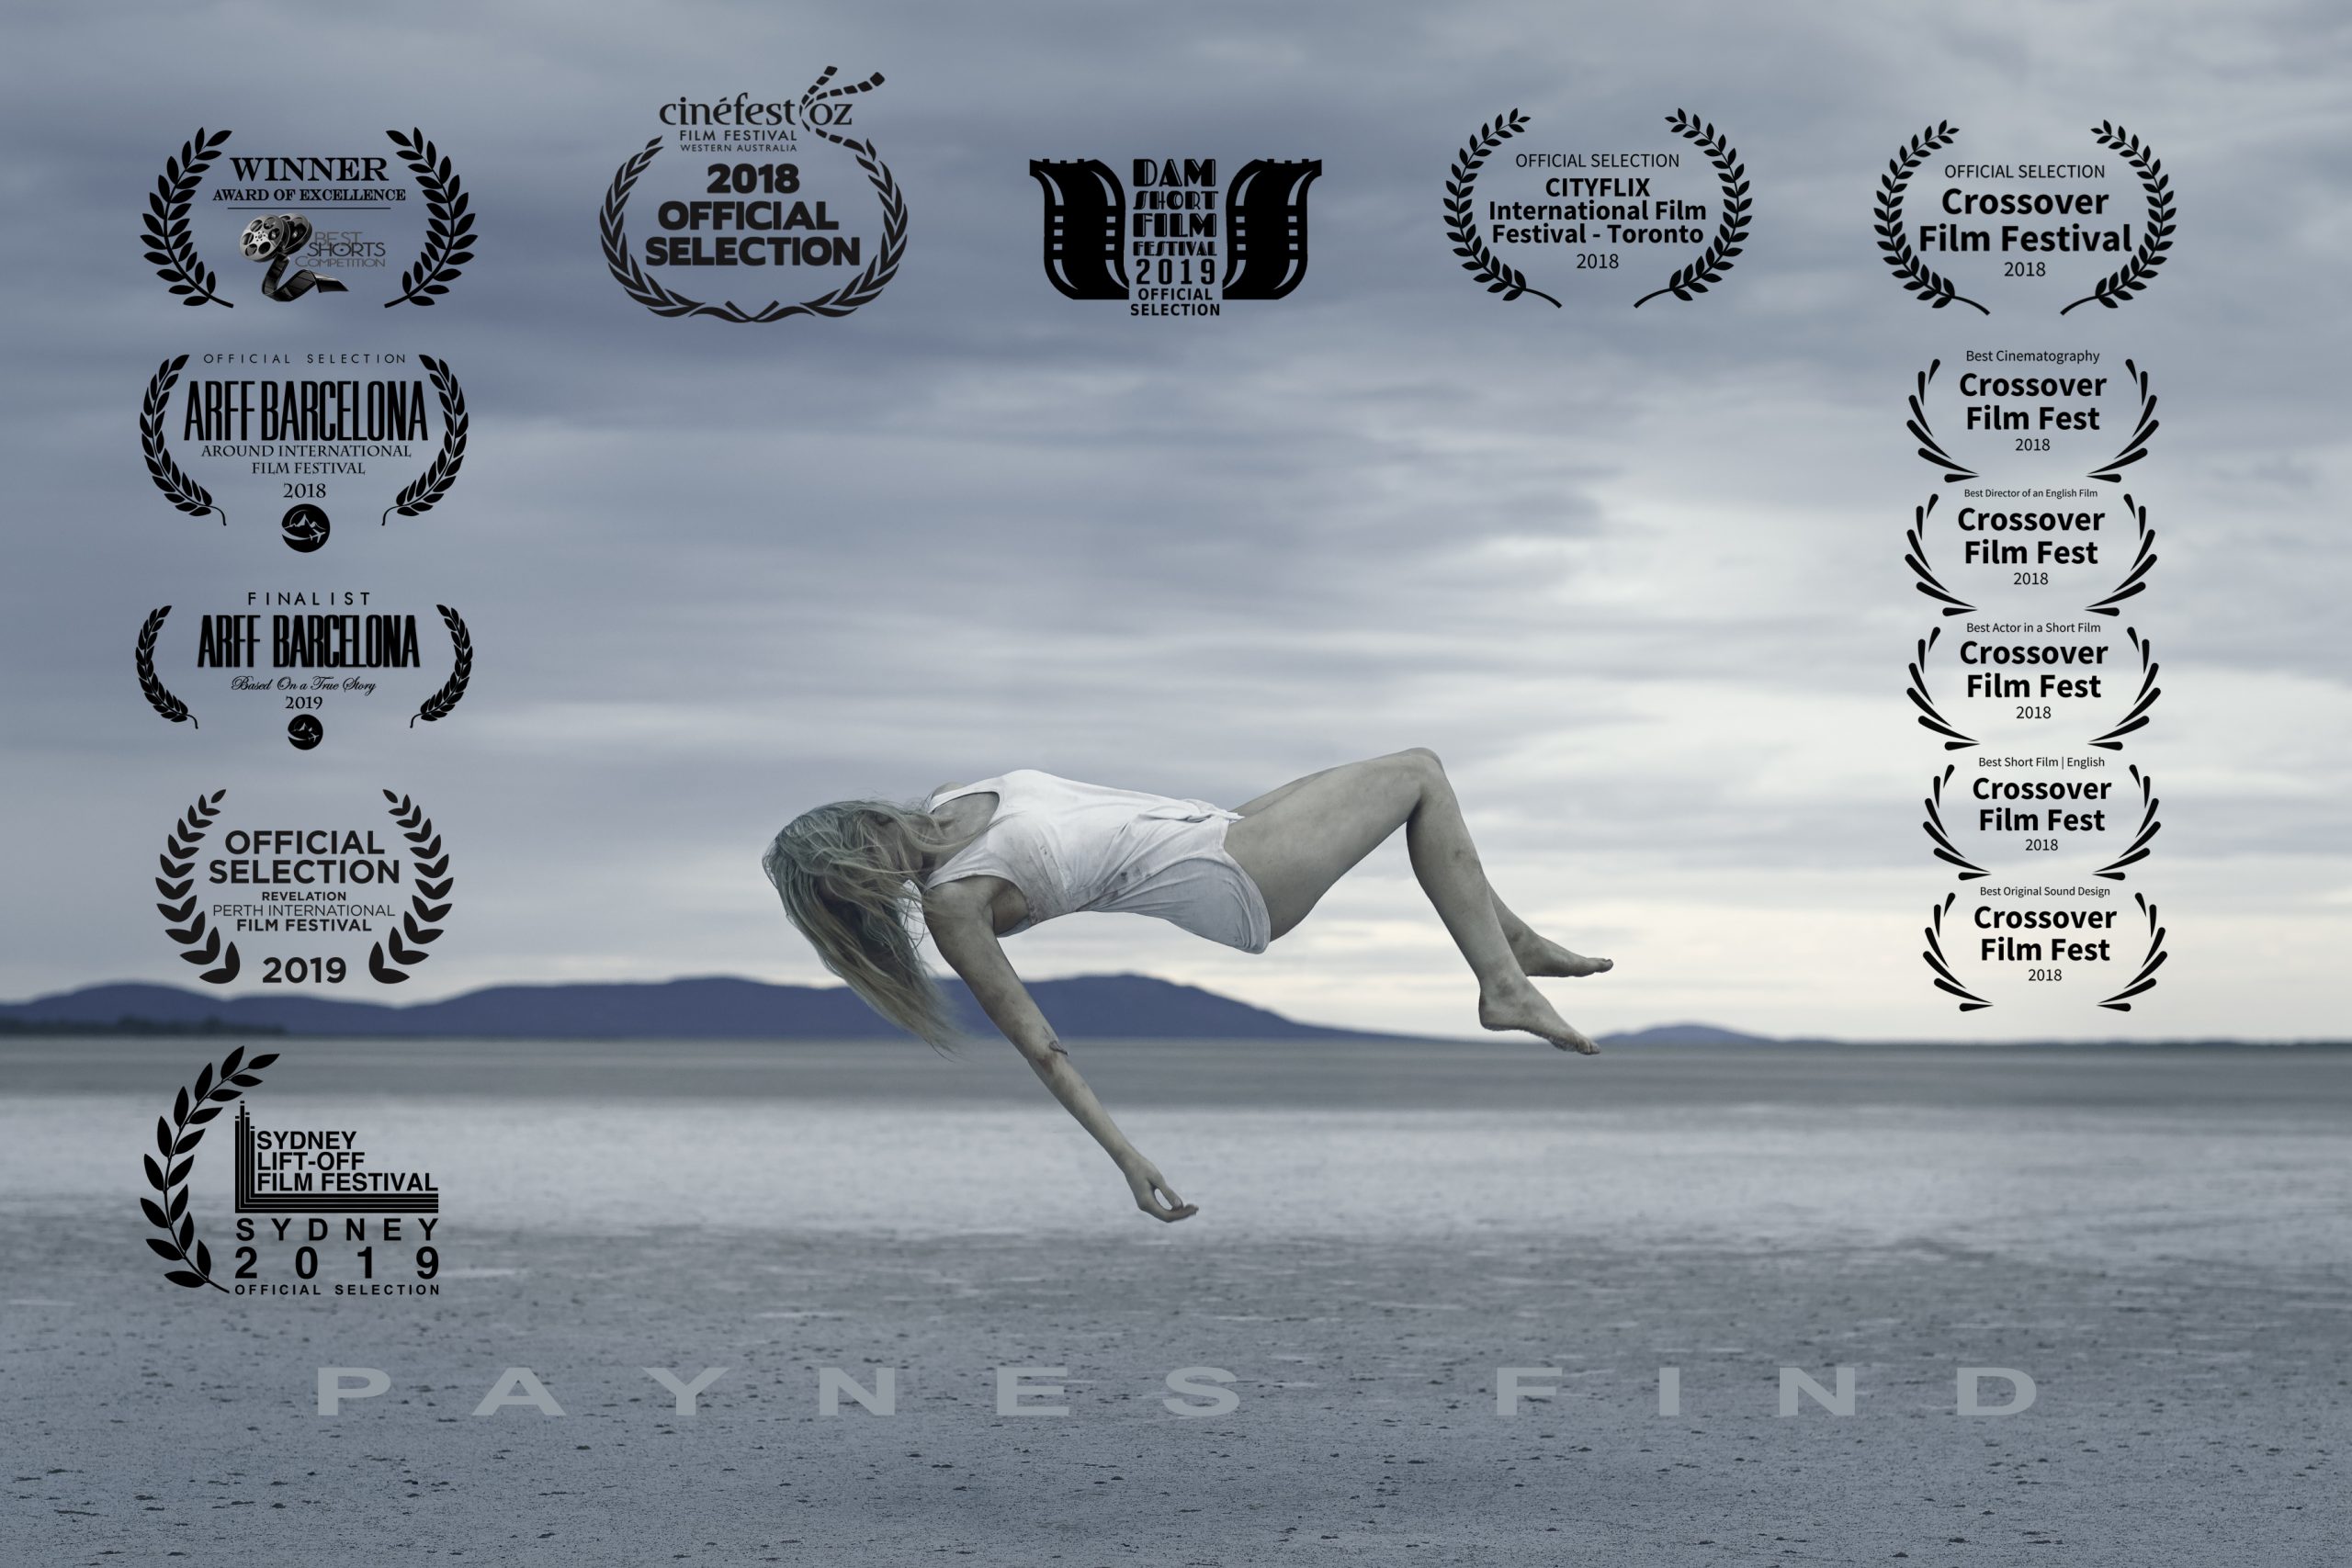 WINNER
AWARD OF EXCELLENCE
BEST
SHORTS
COMPETITION
cinéfestOZ
FILM FESTIVAL
WESTERN AUSTRALIA
2018
OFFICIAL
SELECTION
DAM
SHORT
FILM
FESTIVAL
2019
OFFICIAL
SELECTION
OFFICIAL SELECTION
CITYFLIX
International Film
Festival - Toronto
2018
OFFICIAL SELECTION
Crossover
Film Festival
2018
OFFICIAL SELECTION
ARFF BARCELONA
AROUND INTERNATIONAL
FILM FESTIVAL
2018
FINALIST
ARFF BARCELONA
Based On a True Story
2019
OFFICIAL
SELECTION
REVELATION
PERTH INTERNATIONAL
FILM FESTIVAL
2019
SYDNEY
LIFT-OFF
FILM FESTIVAL
SYDNEY
2019
OFFICIAL SELECTION
Best Cinematography
Crossover
Film Fest
2018
Best Director of an English Film
Crossover
Film Fest
2018
Best Actor in a Short Film
Crossover
Film Fest
2018
Best Short Film | English
Crossover
Film Fest
2018
Best Original Sound Design
Crossover
Film Fest
2018
PAYNES FIND